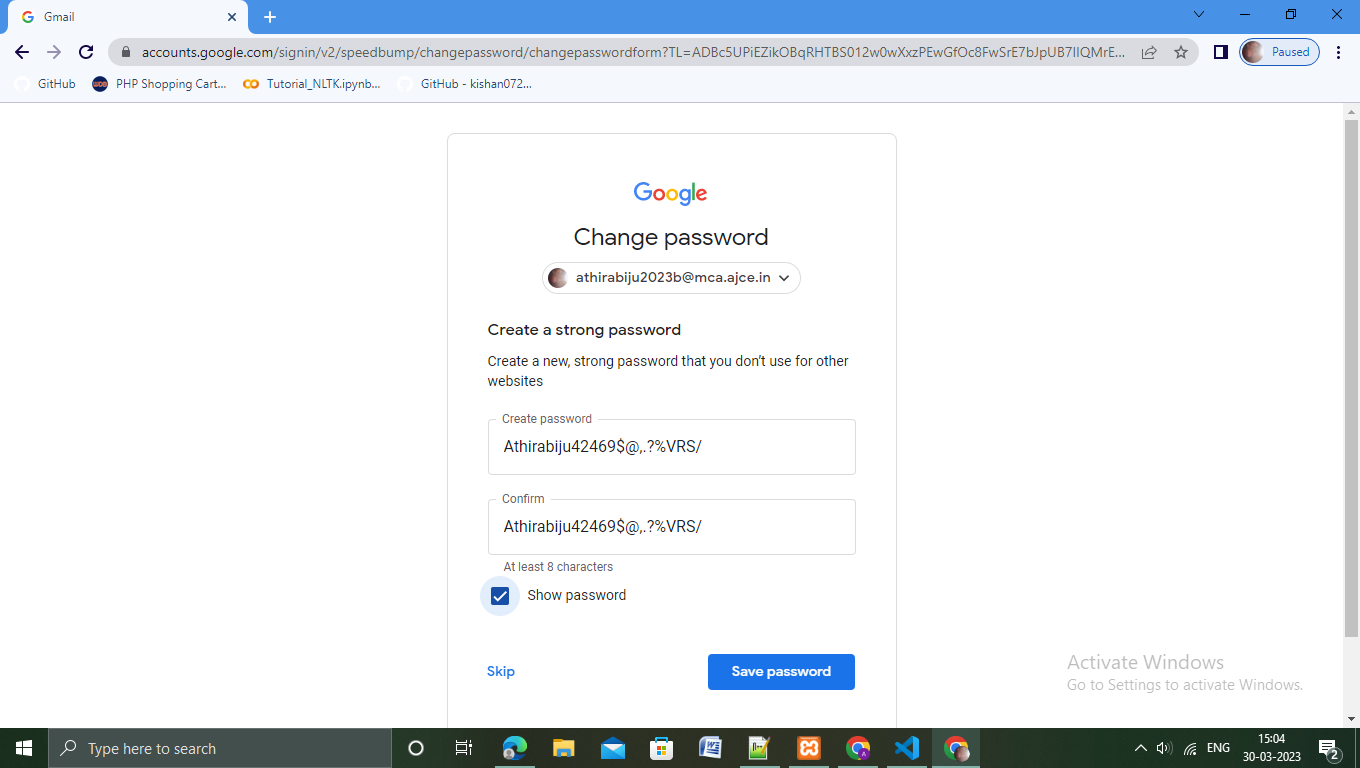 Gmail
accounts.google.com/signin/v2/speedbump/changepassword/changepasswordform?TL=ADBc5UPiEZikOBqRHTBS012w0wXxzPEwGfOc8FwSrE7bJpUB7IIQMrE...
Paused
GitHub
PHP Shopping Cart...
Tutorial_NLTK.ipynb...
GitHub - kishan072...
Google
Change password
athirabiju2023b@mca.ajce.in
Create a strong password
Create a new, strong password that you don't use for other
websites
Create password
Athirabiju42469$@,.?%VRS/
Confirm
Athirabiju42469$@,.?%VRS/
At least 8 characters
Show password
Skip
Save password
Activate Windows
Go to Settings to activate Windows.
Type here to search
ENG
15:04
30-03-2023
2